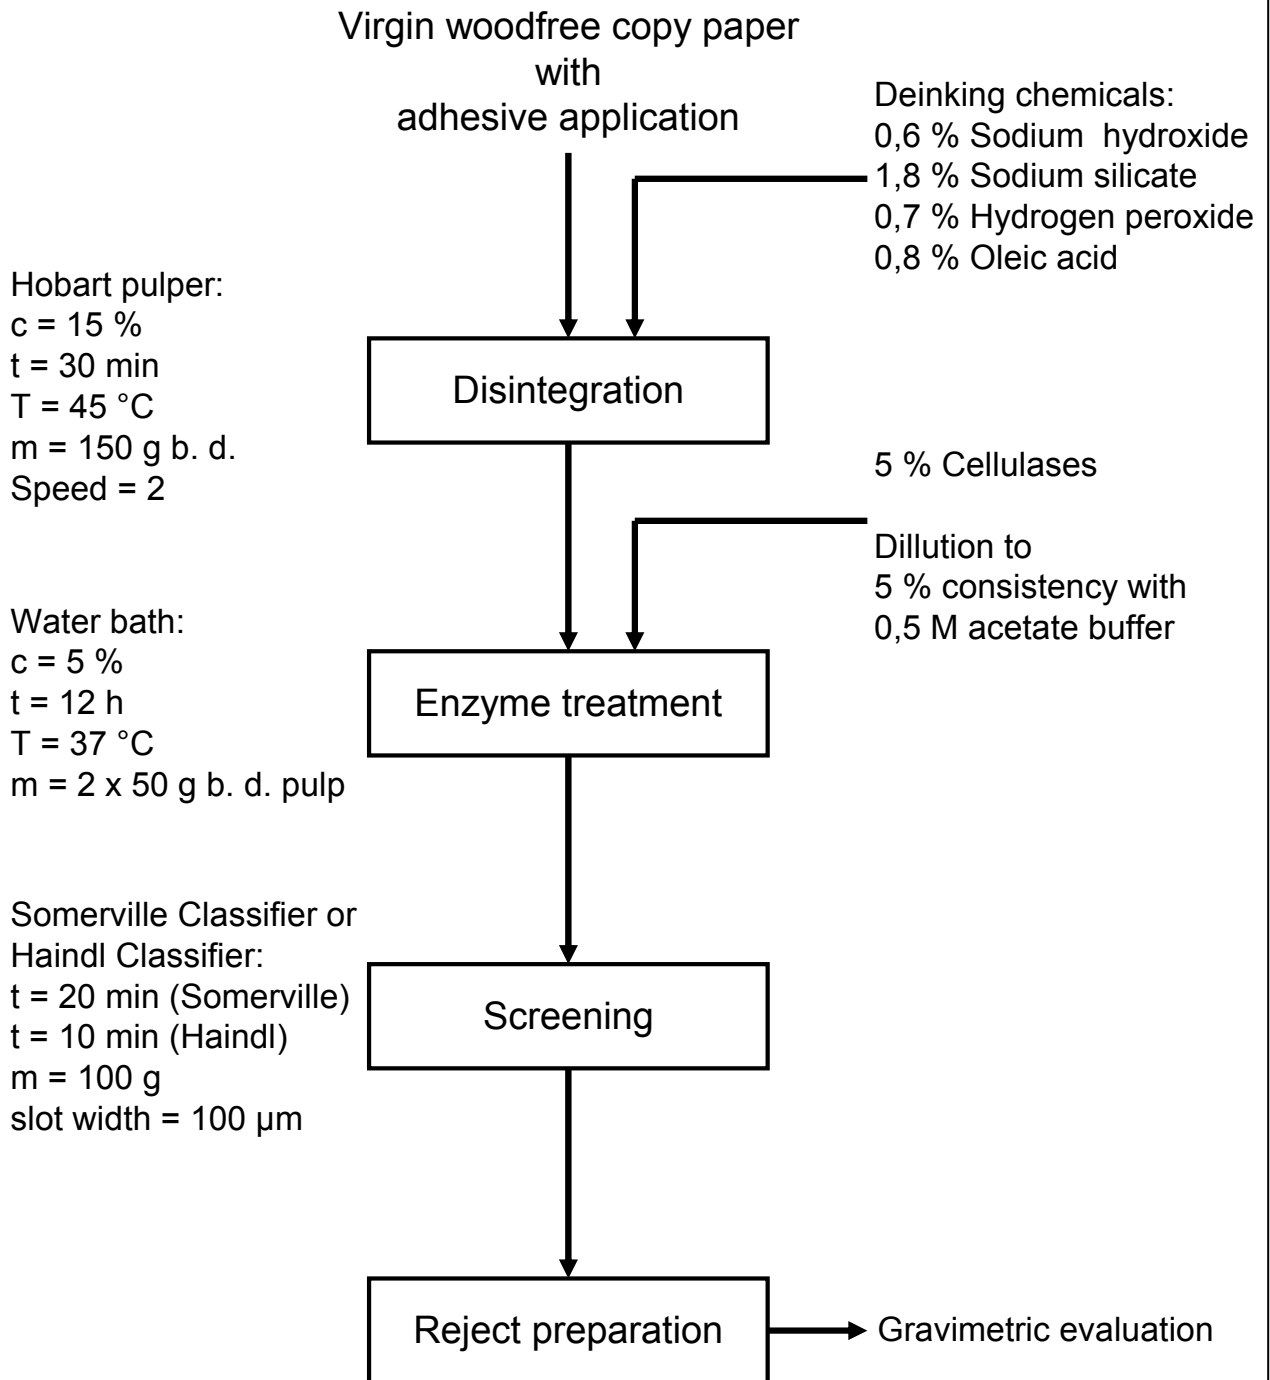 Virgin woodfree copy paper
with
adhesive application
Deinking chemicals:
0,6 % Sodium hydroxide
1,8 % Sodium silicate
0,7 % Hydrogen peroxide
0,8 % Oleic acid
Hobart pulper:
c = 15 %
t = 30 min
T = 45 °C
m = 150 g b. d.
Speed = 2
Disintegration
5 % Cellulases
Dillution to
5 % consistency with
0,5 M acetate buffer
Water bath:
c = 5 %
t = 12 h
T = 37 °C
m = 2 x 50 g b. d. pulp
Enzyme treatment
Somerville Classifier or
Haindl Classifier:
t = 20 min (Somerville)
t = 10 min (Haindl)
m = 100 g
slot width = 100 µm
Screening
Reject preparation
Gravimetric evaluation